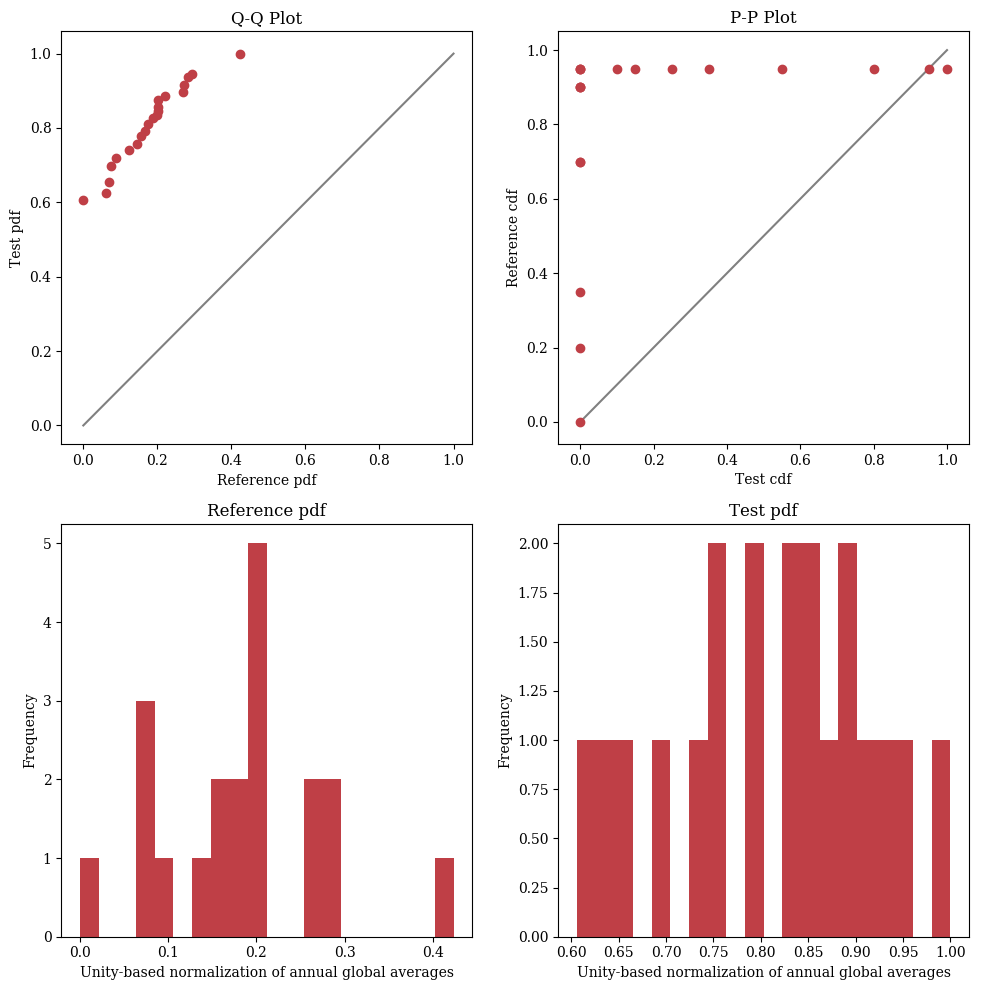 Q-Q Plot
1.0
0.8
0.6
0.4
0.2
0.0
Test pdf
0.0 0.2 0.4 0.6 0.8 1.0
Reference pdf
P-P Plot
1.0
0.8
0.6
0.4
0.2
0.0
Reference cdf
0.0 0.2 0.4 0.6 0.8 1.0
Test cdf
Reference pdf
5
4
3
2
1
0
Frequency
0.0 0.1 0.2 0.3 0.4
Unity-based normalization of annual global averages
Test pdf
2.00
1.75
1.50
1.25
1.00
0.75
0.50
0.25
0.00
Frequency
0.60 0.65 0.70 0.75 0.80 0.85 0.90 0.95 1.00
Unity-based normalization of annual global averages